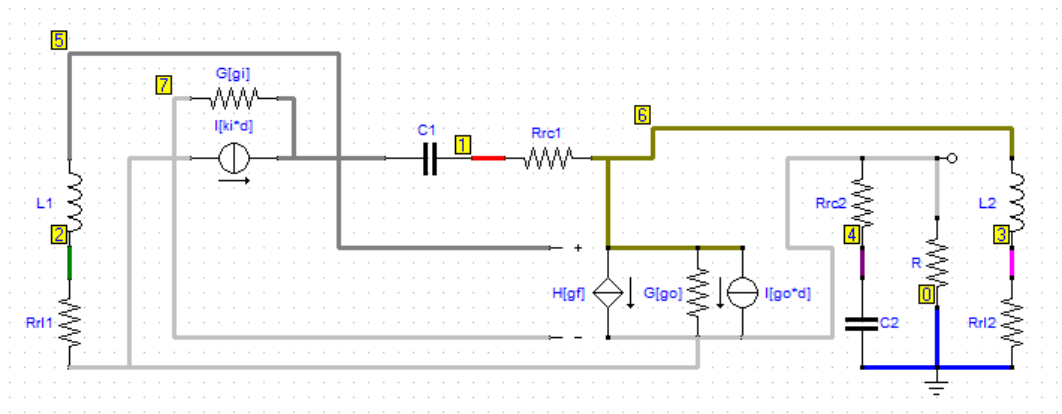 5
7
G[gi]
I[ki*d]
C1
1
Rrc1
6
L1
2
Rrl1
+
-
H[gf]
G[go]
I[go*d]
Rrc2
4
C2
R
0
L2
3
Rrl2